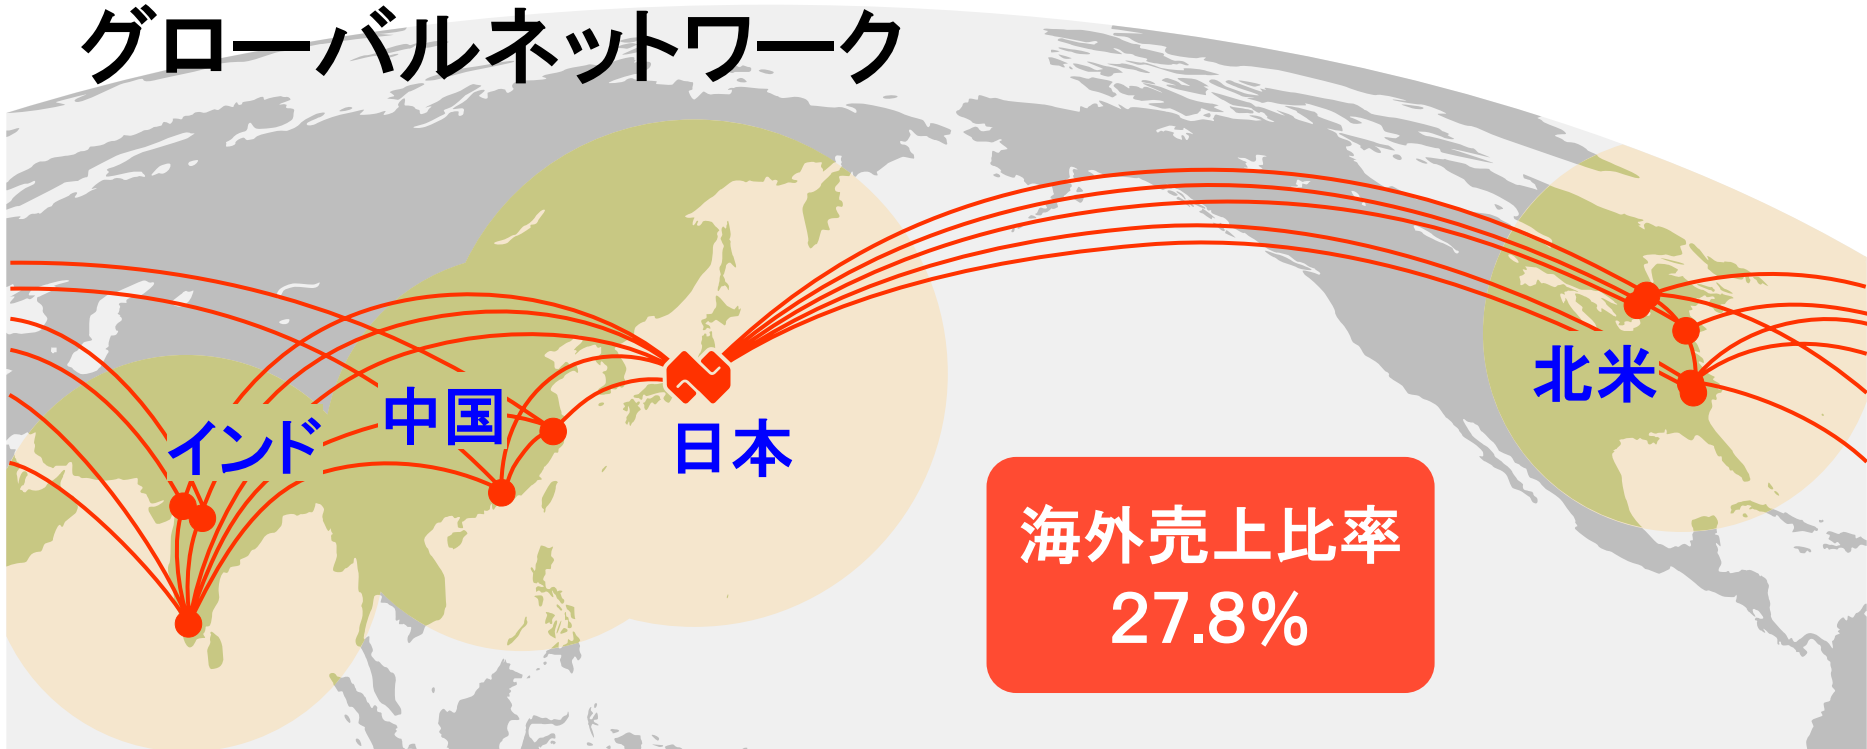 グローバルネットワーク
インド
中国
日本
北米
海外売上比率
27.8%